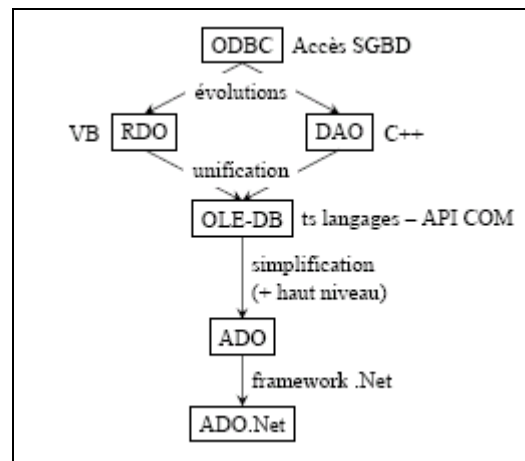 ODBC Accès SGBD
évolutions
VB RDO DAO C++
unification
OLE-DB ts langages – API COM
simplification
(+ haut niveau)
ADO
framework .Net
ADO.Net